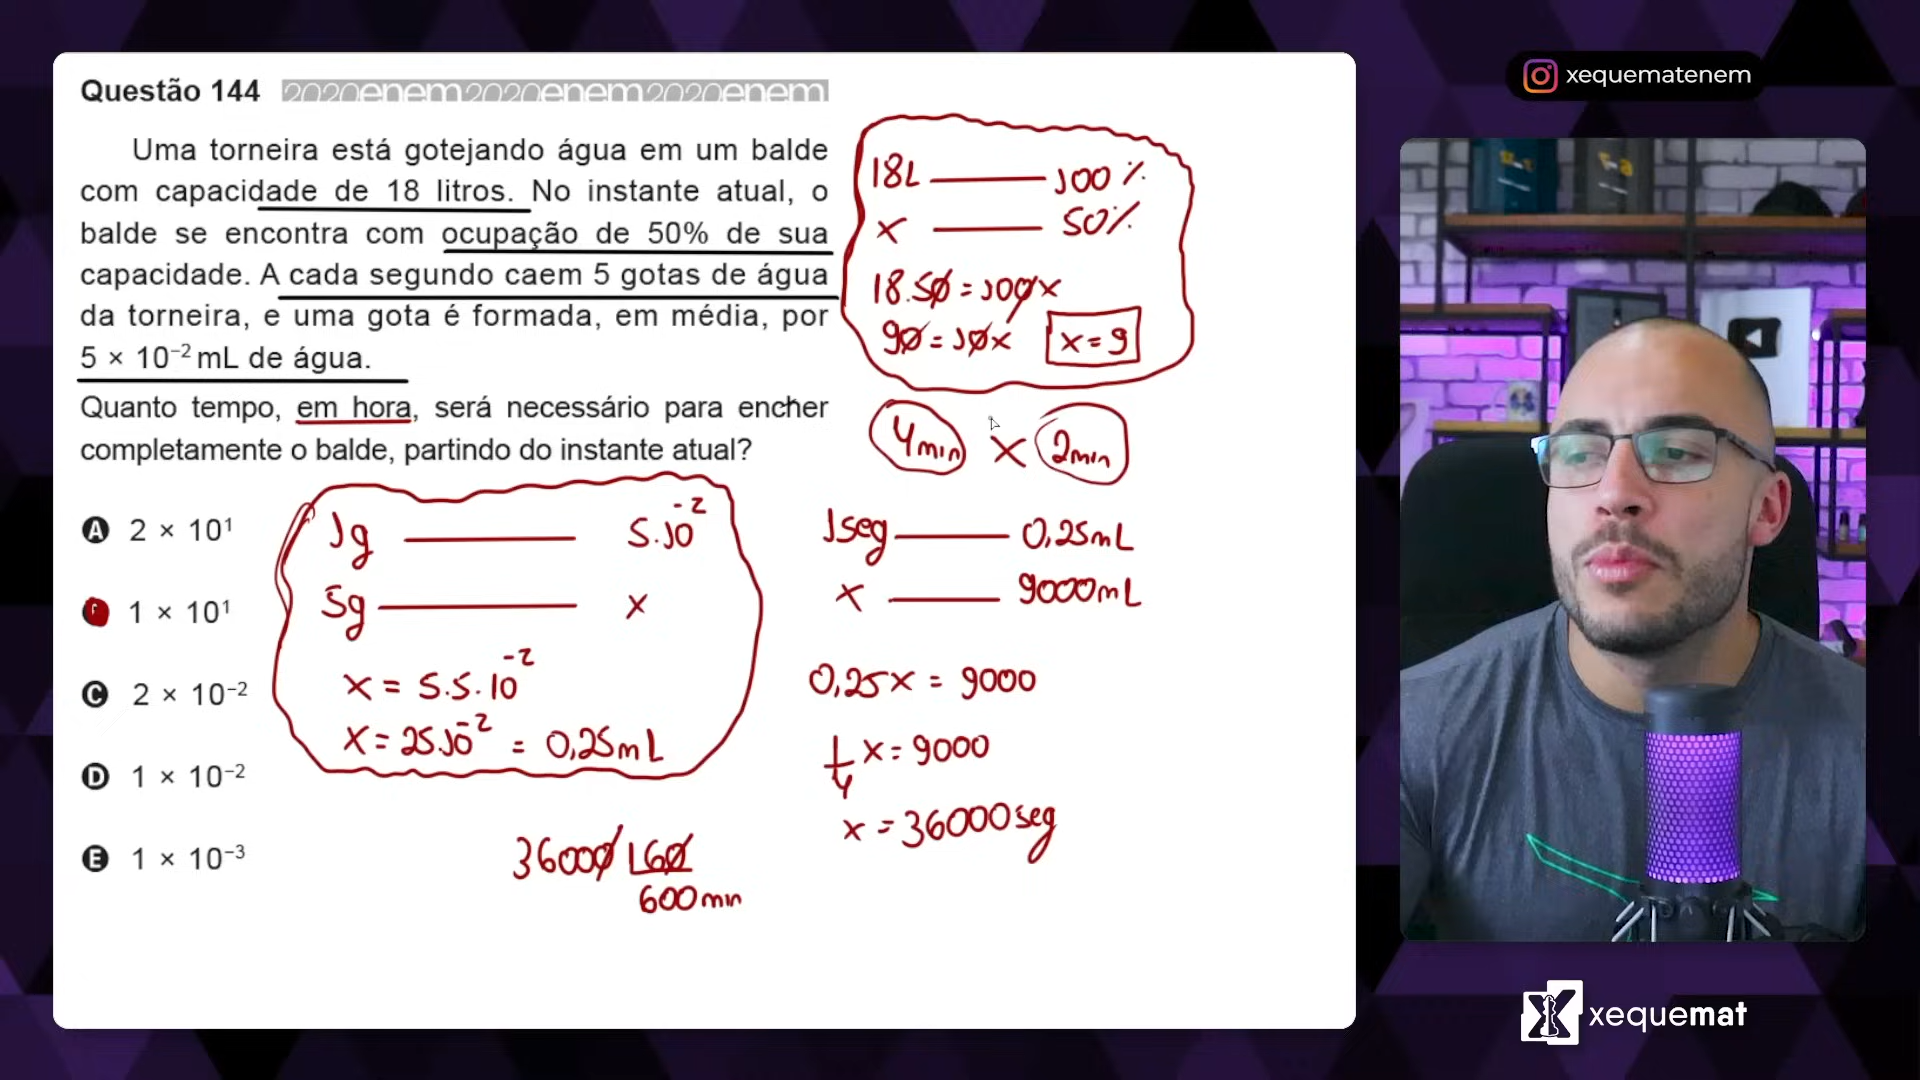 Questão 144 2020enem2020enem2020enem
Uma torneira está gotejando água em um balde
com capacidade de 18 litros. No instante atual, o
balde se encontra com ocupação de 50% de sua
capacidade. A cada segundo caem 5 gotas de água
da torneira, e uma gota é formada, em média, por
5 × 10⁻² mL de água.
Quanto tempo, em hora, será necessário para encher
completamente o balde, partindo do instante atual?
A 2 × 10¹
1 × 10¹
C 2 × 10⁻²
D 1 × 10⁻²
E 1 × 10⁻³
1g 5.10⁻²
5g x
x = 5.5.10⁻²
x = 25.10⁻² = 0,25mL
36000 60
600min
18L 100%
x 50%
18.50 = 100x
90 = 10x x = 9
4min x 2min
1seg 0,25mL
x 9000mL
0,25x = 9000
1/4 x = 9000
x = 36000seg
xequematenem
xequemat